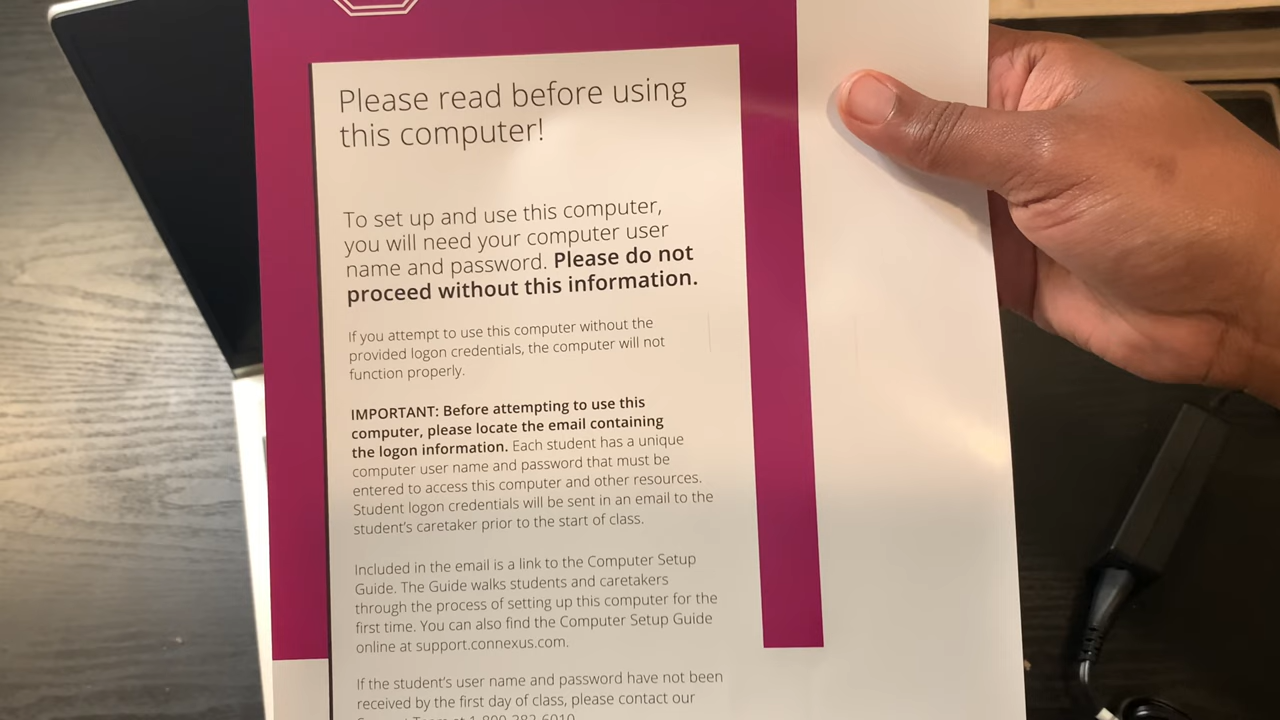 Please read before using
this computer!
To set up and use this computer,
you will need your computer user
name and password. Please do not
proceed without this information.
If you attempt to use this computer without the
provided logon credentials, the computer will not
function properly.
IMPORTANT: Before attempting to use this
computer, please locate the email containing
the logon information. Each student has a unique
computer user name and password that must be
entered to access this computer and other resources.
Student logon credentials will be sent in an email to the
student's caretaker prior to the start of class.
Included in the email is a link to the Computer Setup
Guide. The Guide walks students and caretakers
through the process of setting up this computer for the
first time. You can also find the Computer Setup Guide
online at support.connexus.com.
If the student's user name and password have not been
received by the first day of class, please contact our